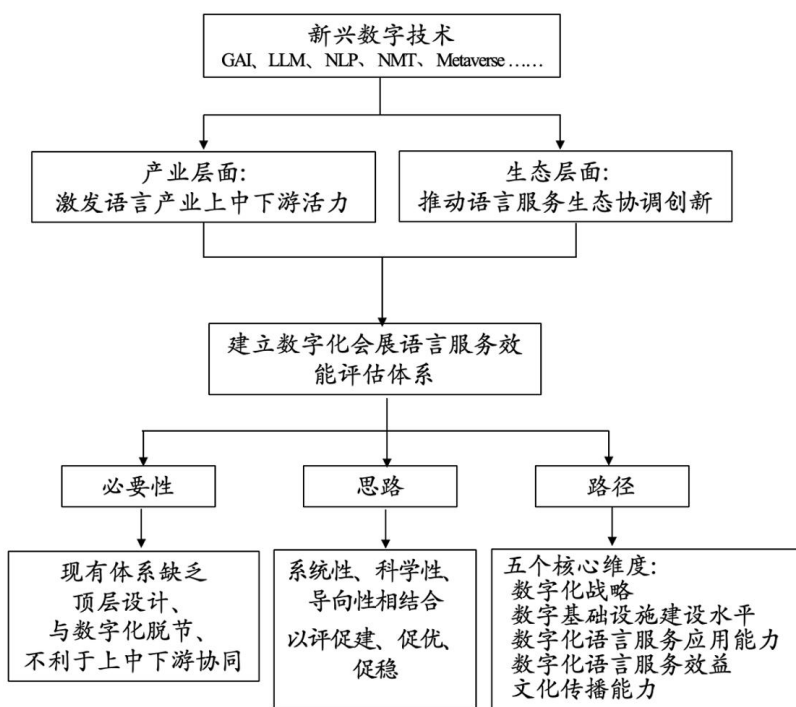 新兴数字技术
GAI、LLM、NLP、NMT、Metaverse ……
产业层面：
激发语言产业上中下游活力
生态层面：
推动语言服务生态协调创新
建立数字化会展语言服务效
能评估体系
必要性
思路
路径
现有体系缺乏
顶层设计、
与数字化脱节、
不利于上中下游协同
系统性、科学性、
导向性相结合
以评促建、促优、
促稳
五个核心维度：
数字化战略
数字基础设施建设水平
数字化语言服务应用能力
数字化语言服务效益
文化传播能力